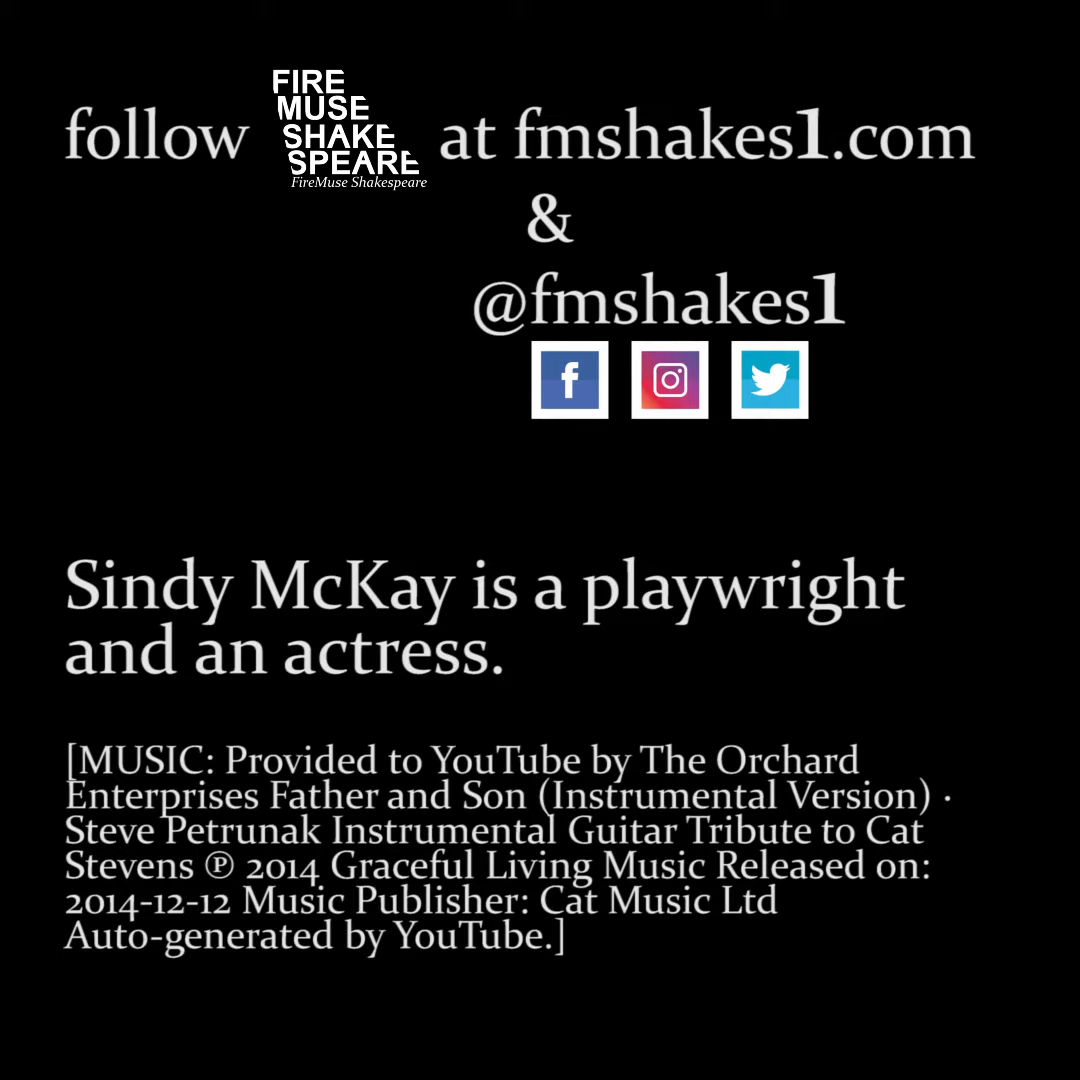 follow FIRE MUSE SHAKE SPEARE at fmshakes1.com
FireMuse Shakespeare
&
@fmshakes1
Sindy McKay is a playwright
and an actress.
[MUSIC: Provided to YouTube by The Orchard
Enterprises Father and Son (Instrumental Version) ·
Steve Petrunak Instrumental Guitar Tribute to Cat
Stevens ℗ 2014 Graceful Living Music Released on:
2014-12-12 Music Publisher: Cat Music Ltd
Auto-generated by YouTube.]